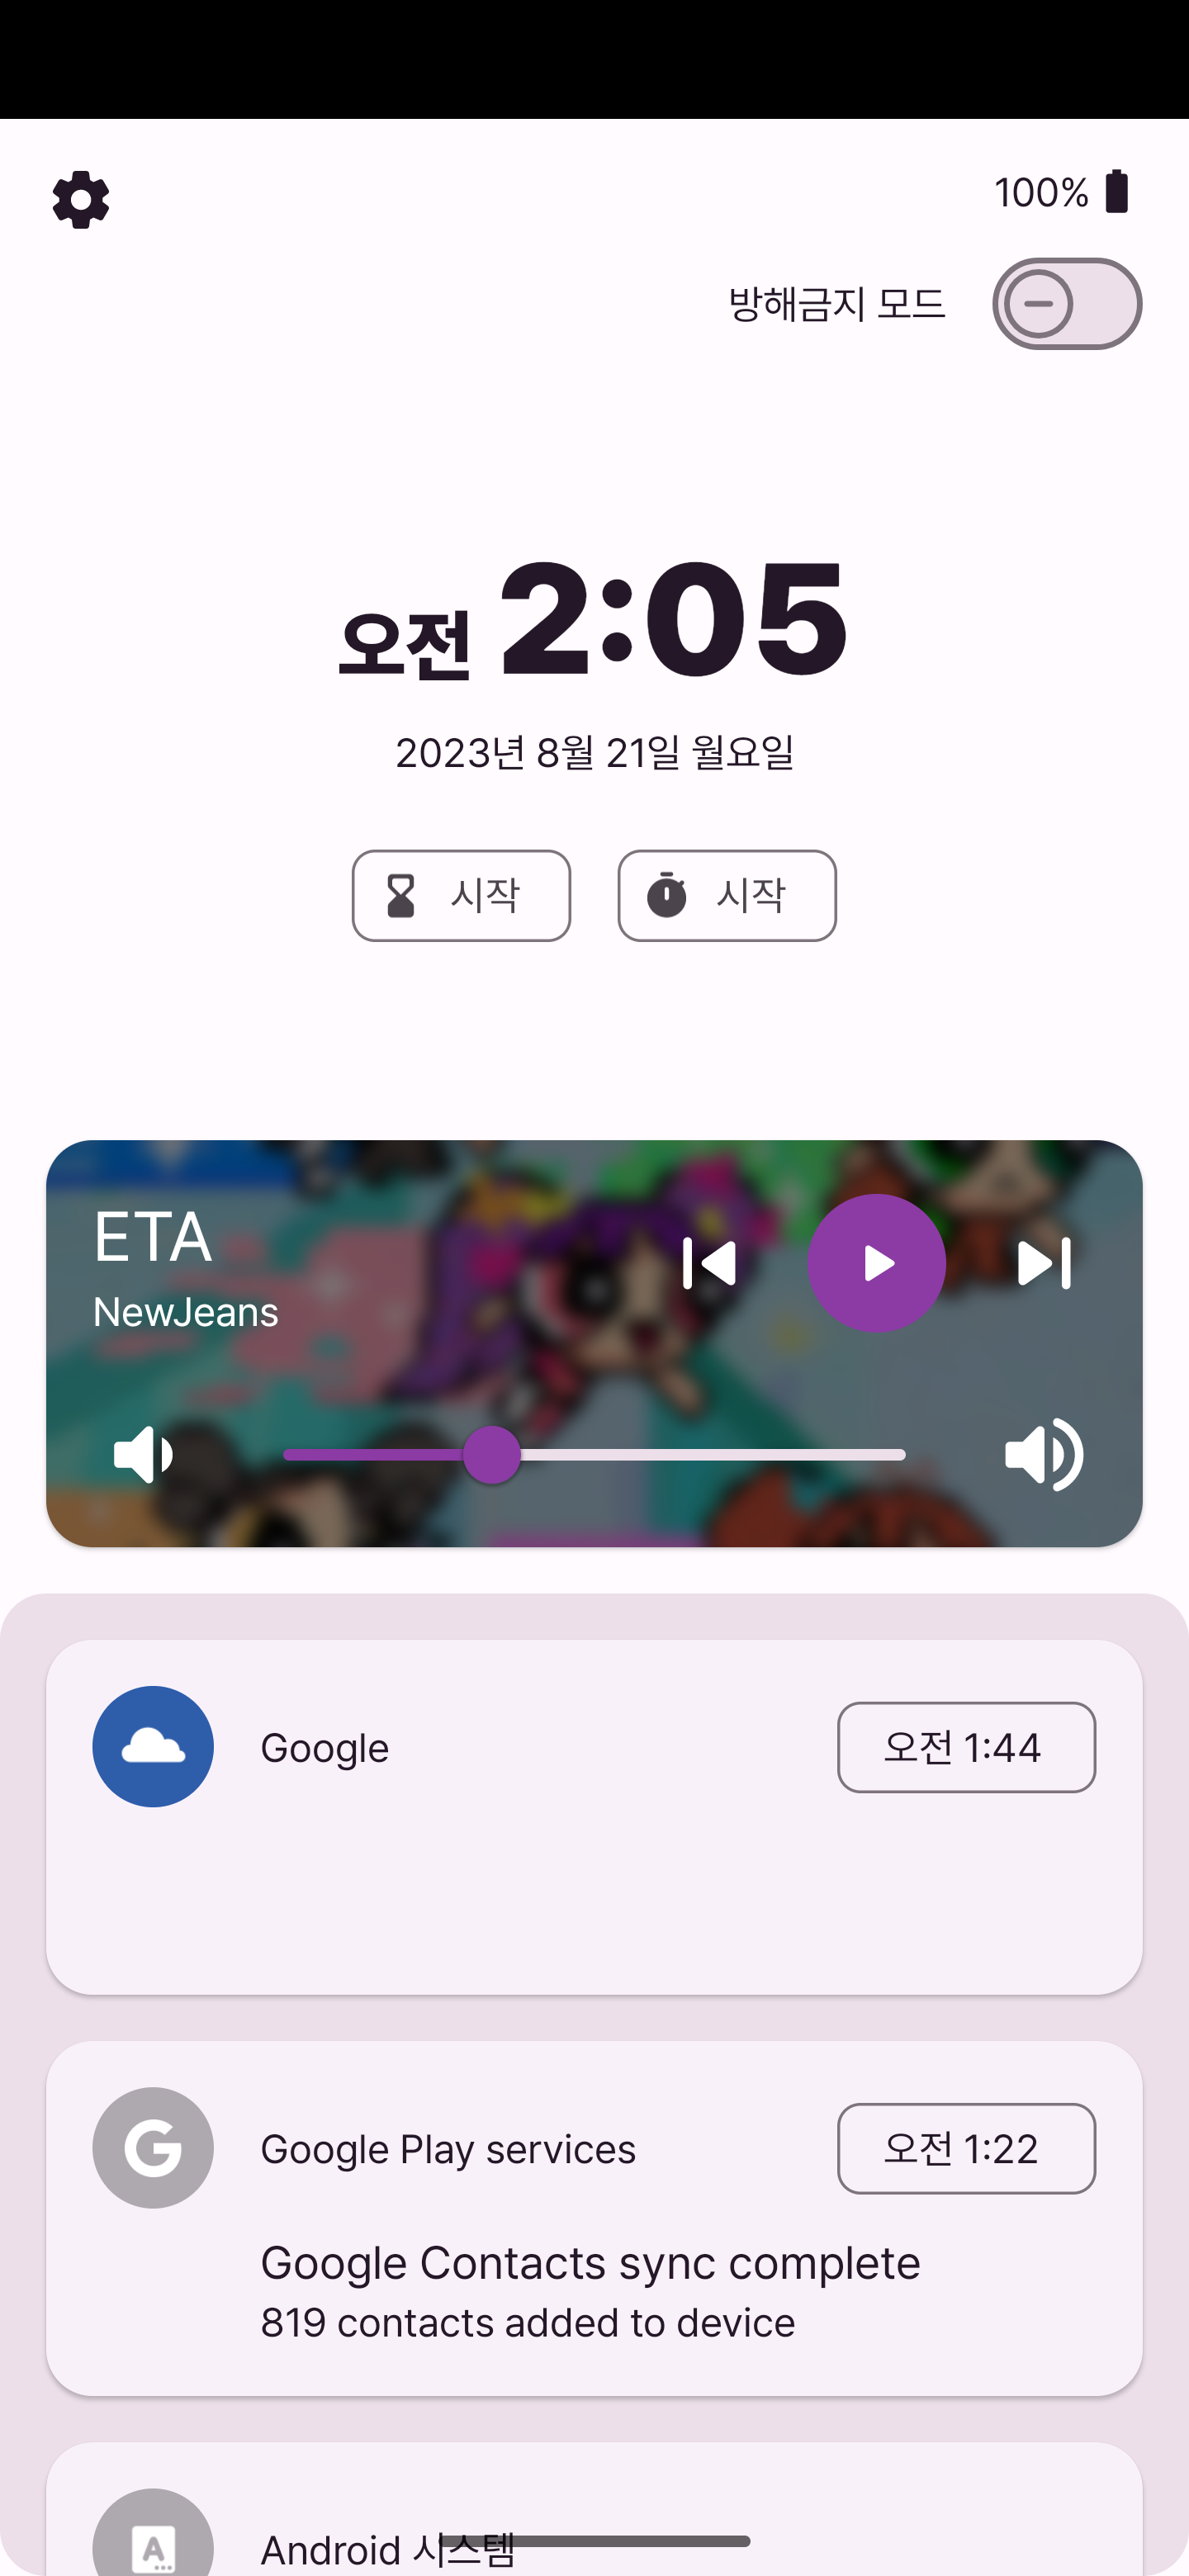 100%
방해금지 모드
오전 2:05
2023년 8월 21일 월요일
시작
시작
ETA
NewJeans
Google
오전 1:44
Google Play services
오전 1:22
Google Contacts sync complete
819 contacts added to device
Android 시스템